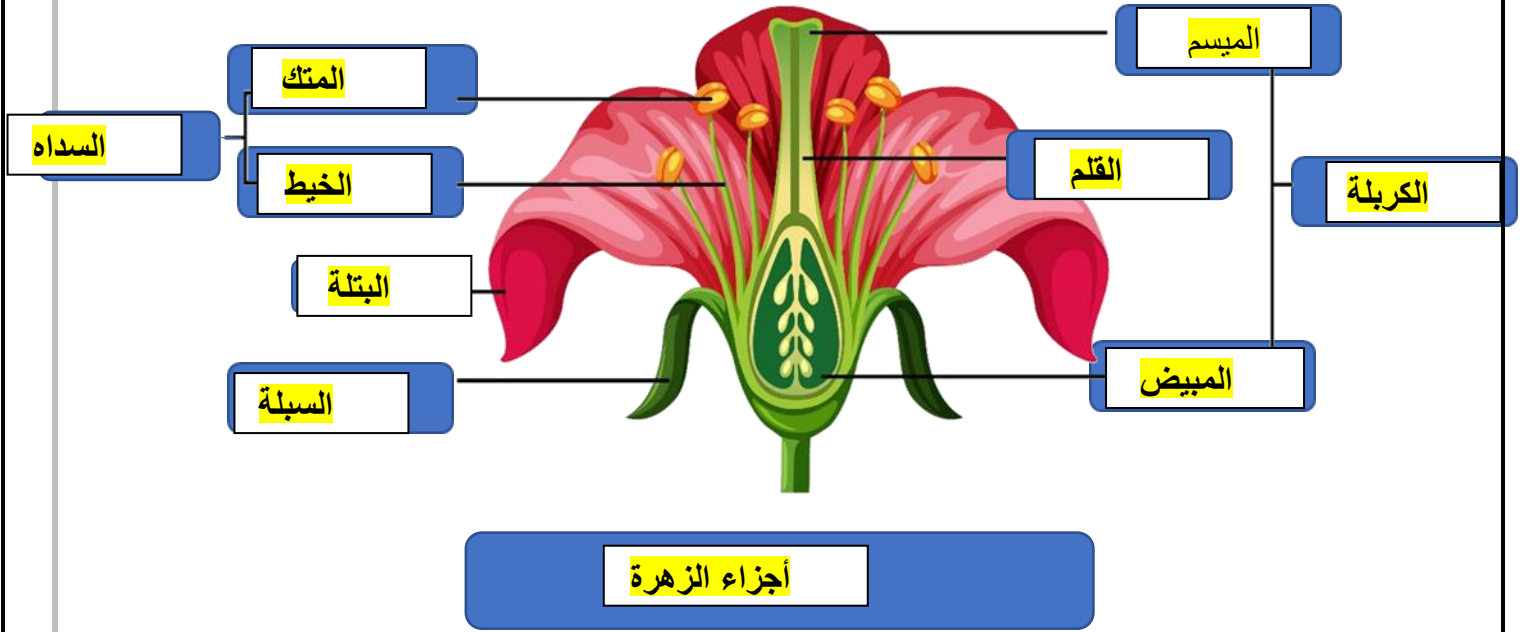 الميسم
المتك
السداه
القلم
الخيط
الكربلة
البتلة
المبيض
السبلة
أجزاء الزهرة